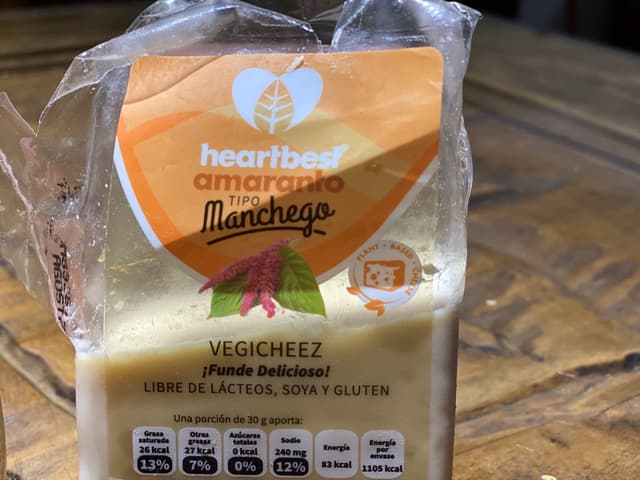 heartbest®
amaranto
TIPO
Manchego
PLANT • BASED • CHEEZ
VEGICHEEZ
¡Funde Delicioso!
LIBRE DE LÁCTEOS, SOYA Y GLUTEN
Una porción de 30 g aporta:
Grasa saturada 26 kcal 13%
Otras grasas 27 kcal 7%
Azúcares totales 0 kcal 0%
Sodio 240 mg 12%
Energía 83 kcal
Energía por envase 1105 kcal